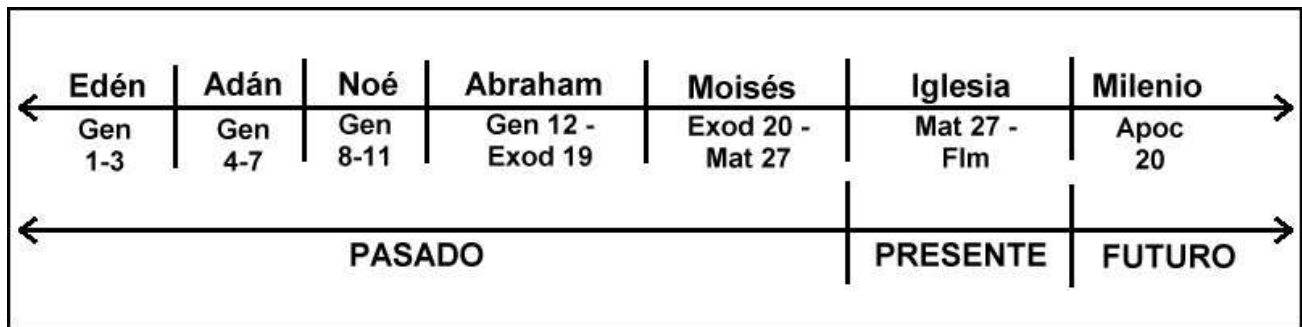 Edén Adán Noé Abraham Moisés Iglesia Milenio
Gen Gen Gen Gen 12 - Exod 20 - Mat 27 - Apoc
1-3 4-7 8-11 Exod 19 Mat 27 Flm 20
PASADO PRESENTE FUTURO